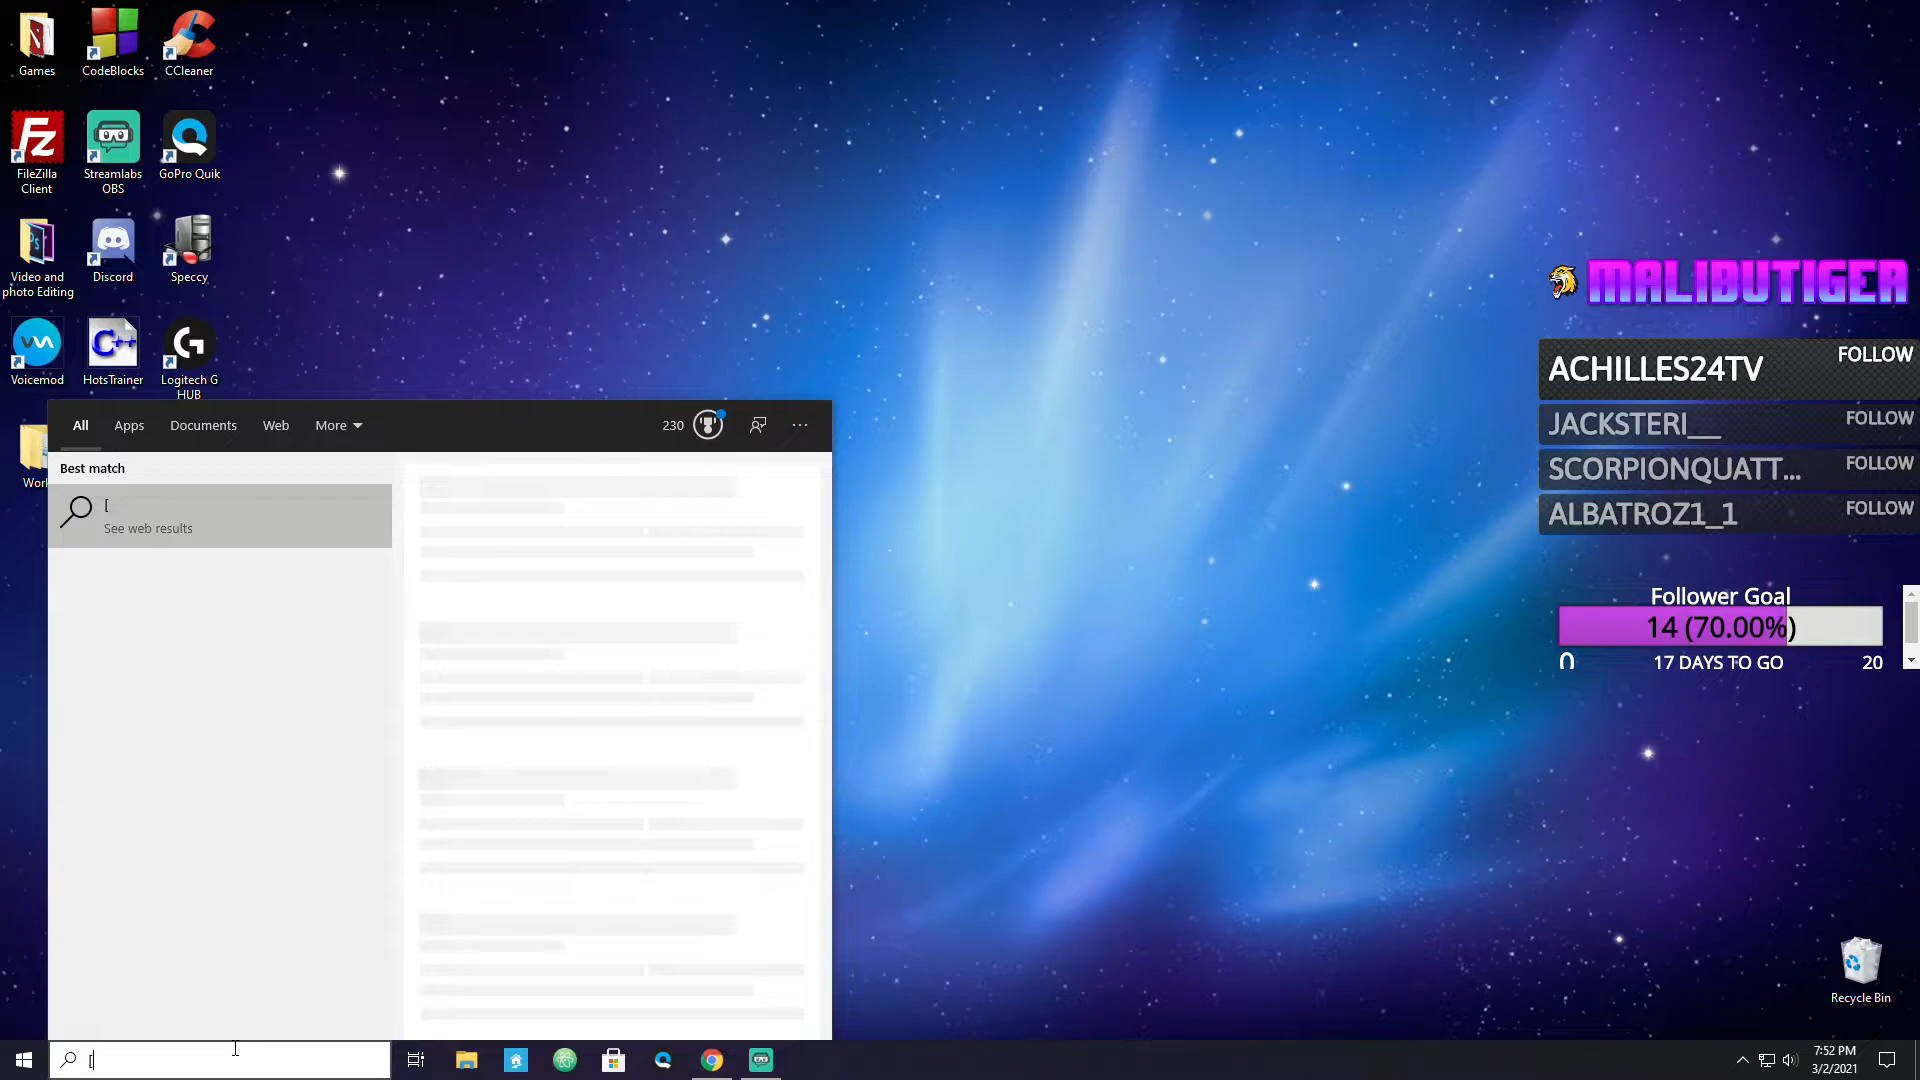 Games
CodeBlocks
CCleaner
FileZilla
Client
Streamlabs
OBS
GoPro Quik
Video and
photo Editing
Discord
Speccy
Voicemod
HotsTrainer
Logitech G
HUB
Work
All
Apps
Documents
Web
More
230
Best match
[
See web results
[
MALIBUTIGER
ACHILLES24TV FOLLOW
JACKSTERI__ FOLLOW
SCORPIONQUATT... FOLLOW
ALBATROZ1_1 FOLLOW
Follower Goal
14 (70.00%)
0 17 DAYS TO GO 20
Recycle Bin
7:52 PM
3/2/2021